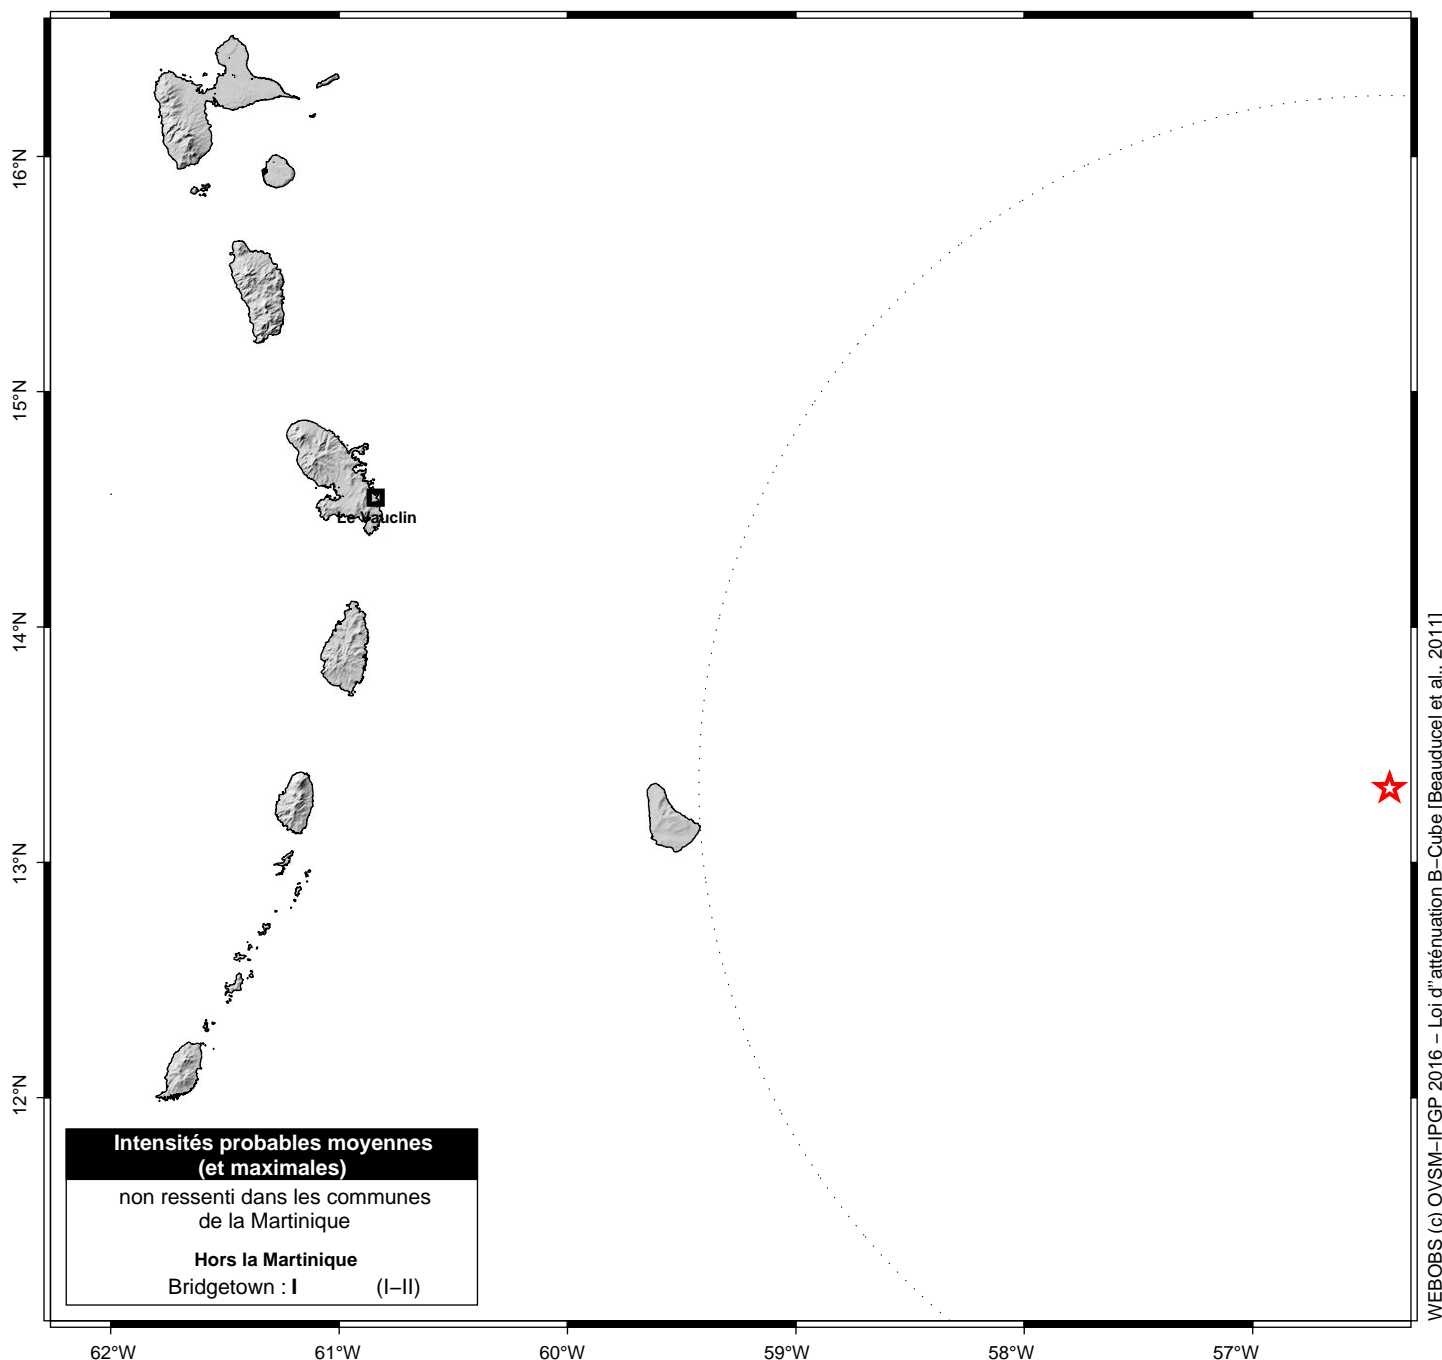 16°N
15°N
14°N
13°N
12°N
Le Vauclin
Intensités probables moyennes
(et maximales)
non ressenti dans les communes
de la Martinique
Hors la Martinique
Bridgetown : I (I–II)
62°W 61°W 60°W 59°W 58°W 57°W
WEBOBS (c) OVSM–IPGP 2016 – Loi d''atténuation B–Cube [Beauducel et al., 2011]